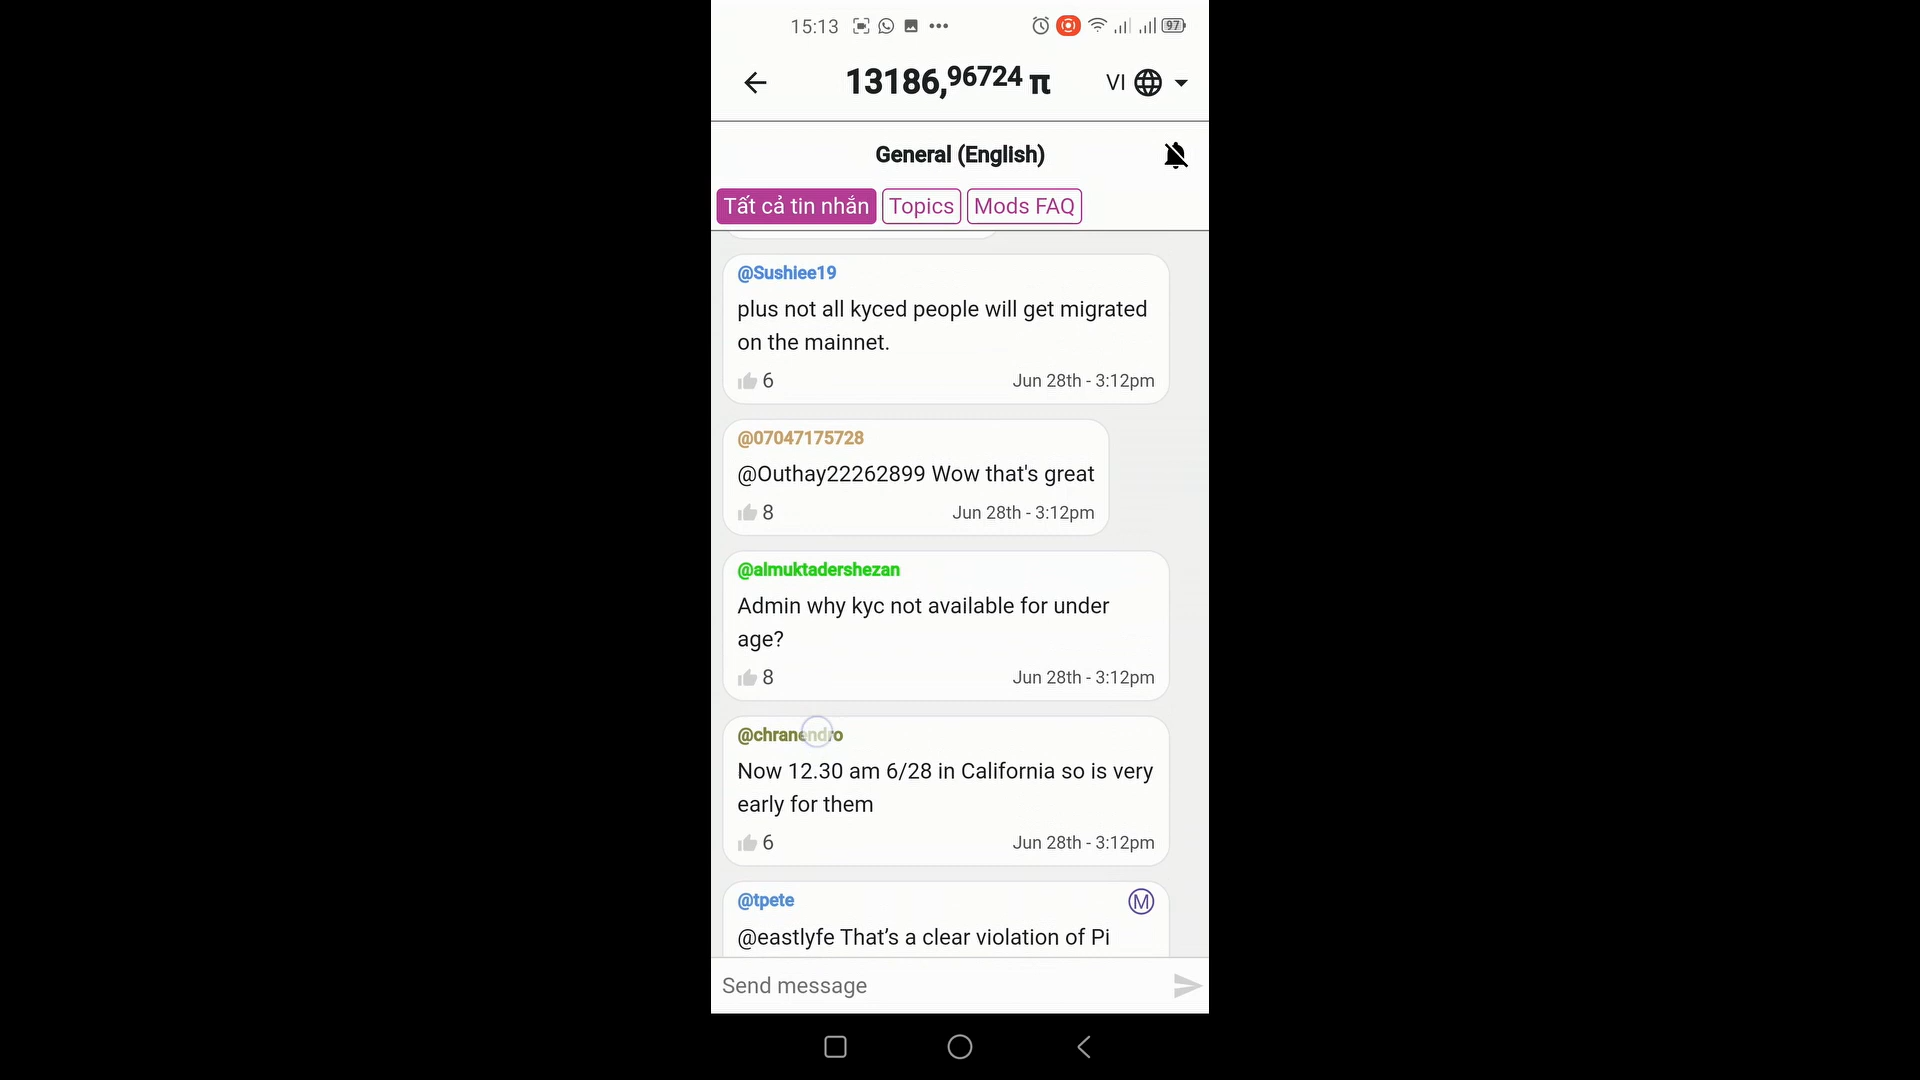 15:13
97
13186,96724 π
VI
General (English)
Tất cả tin nhắn
Topics
Mods FAQ
@Sushiee19
plus not all kyced people will get migrated
on the mainnet.
6
Jun 28th - 3:12pm
@07047175728
@Outhay22262899 Wow that's great
8
Jun 28th - 3:12pm
@almuktadershezan
Admin why kyc not available for under
age?
8
Jun 28th - 3:12pm
@chranendro
Now 12.30 am 6/28 in California so is very
early for them
6
Jun 28th - 3:12pm
@tpete
M
@eastlyfe That’s a clear violation of Pi
Send message